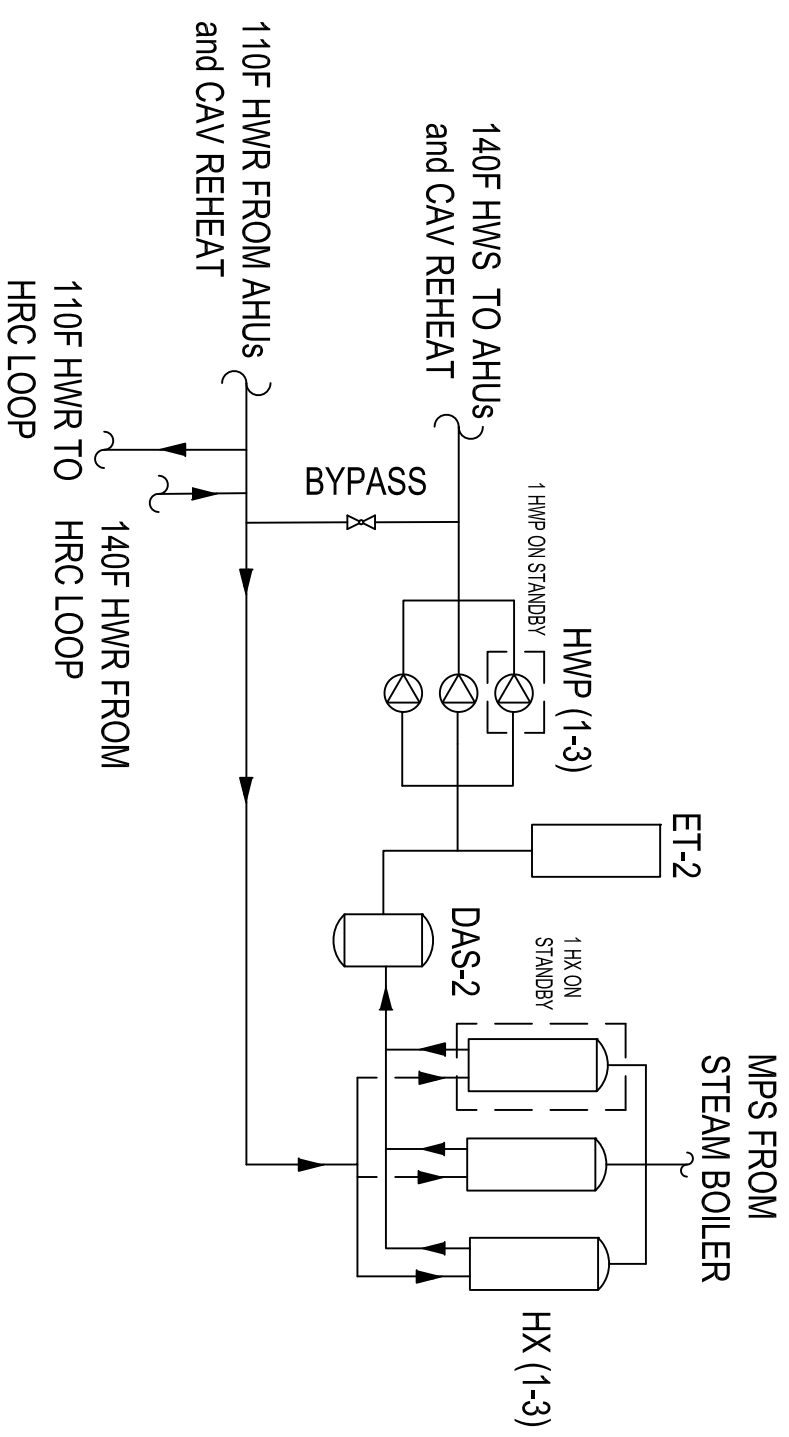 MPS FROM
STEAM BOILER
HX (1-3)
1 HX ON
STANDBY
ET-2
DAS-2
HWP (1-3)
1 HWP ON STANDBY
140F HWS TO AHUs
and CAV REHEAT
BYPASS
110F HWR FROM AHUs
and CAV REHEAT
140F HWR FROM
HRC LOOP
110F HWR TO
HRC LOOP